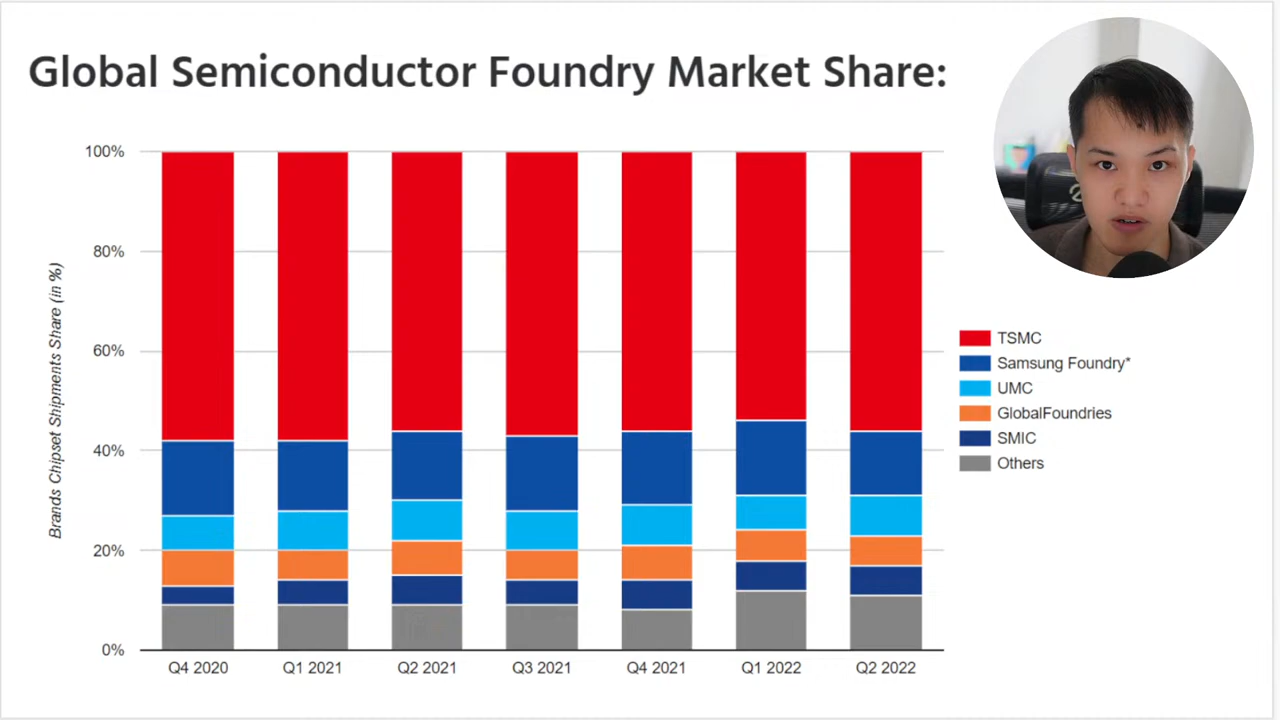 Global Semiconductor Foundry Market Share:
100%
80%
60%
40%
20%
0%
Brands Chipset Shipments Share (in %)
Q4 2020
Q1 2021
Q2 2021
Q3 2021
Q4 2021
Q1 2022
Q2 2022
TSMC
Samsung Foundry*
UMC
GlobalFoundries
SMIC
Others